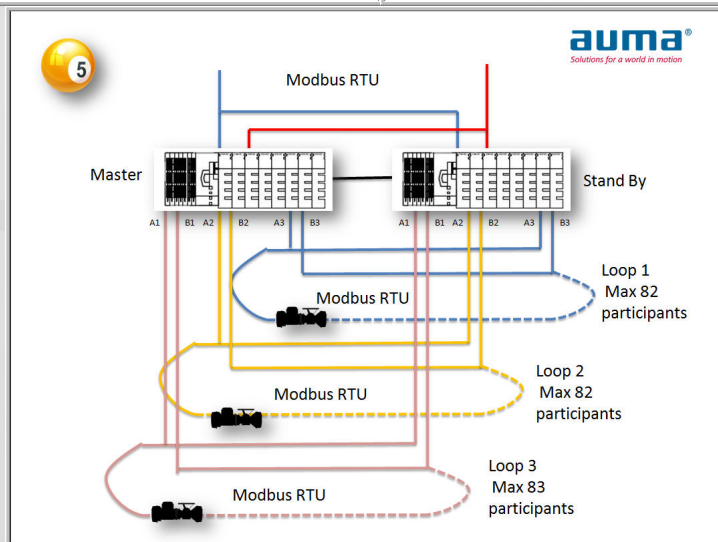 5
auma®
Solutions for a world in motion
Modbus RTU
Master
Stand By
A1 B1 A2 B2 A3 B3
A1 B1 A2 B2 A3 B3
Loop 1
Max 82
participants
Modbus RTU
Loop 2
Max 82
participants
Modbus RTU
Loop 3
Max 83
participants
Modbus RTU